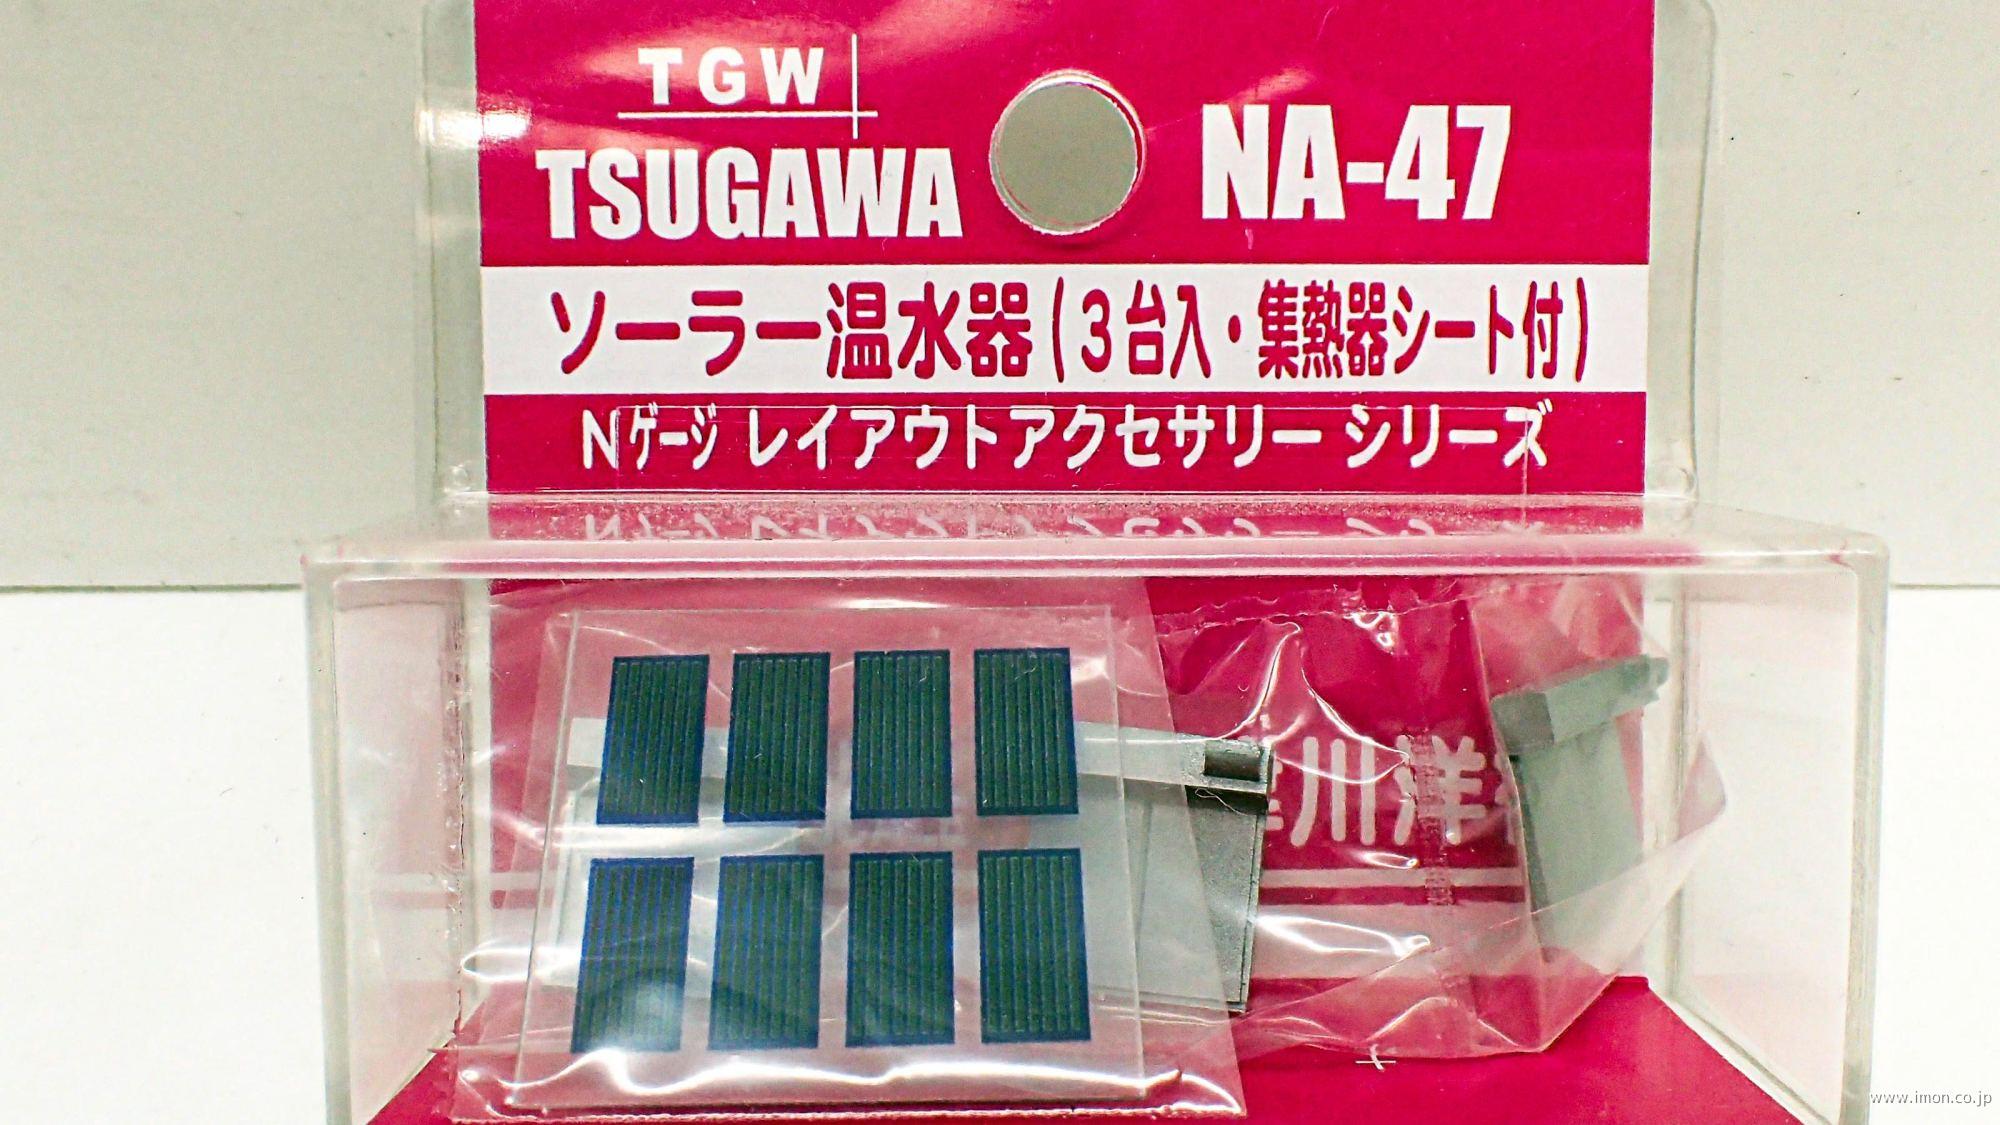 TGW
TSUGAWA
NA-47
ソーラー温水器(3台入・集熱器シート付)
Nゲージ レイアウトアクセサリー シリーズ
川洋
www.imon.co.jp